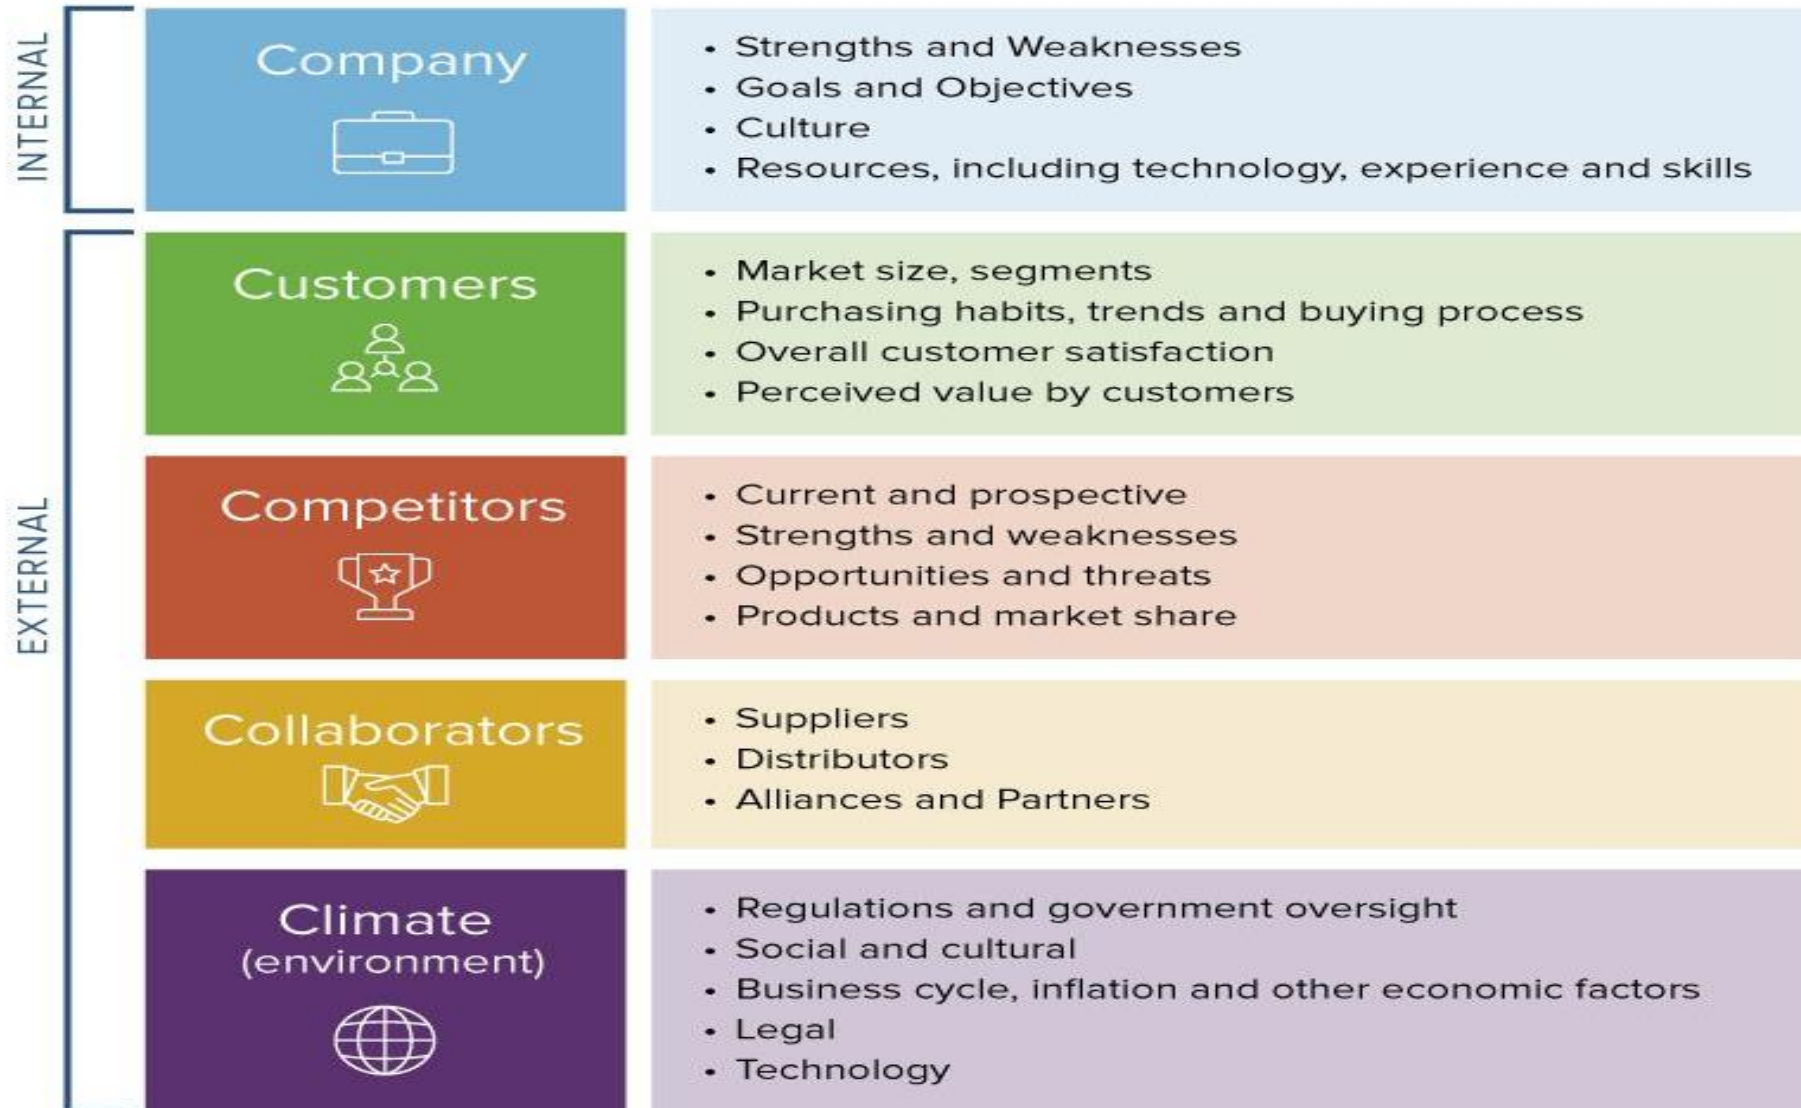 INTERNAL
Company
• Strengths and Weaknesses
• Goals and Objectives
• Culture
• Resources, including technology, experience and skills
EXTERNAL
Customers
• Market size, segments
• Purchasing habits, trends and buying process
• Overall customer satisfaction
• Perceived value by customers
Competitors
• Current and prospective
• Strengths and weaknesses
• Opportunities and threats
• Products and market share
Collaborators
• Suppliers
• Distributors
• Alliances and Partners
Climate
(environment)
• Regulations and government oversight
• Social and cultural
• Business cycle, inflation and other economic factors
• Legal
• Technology